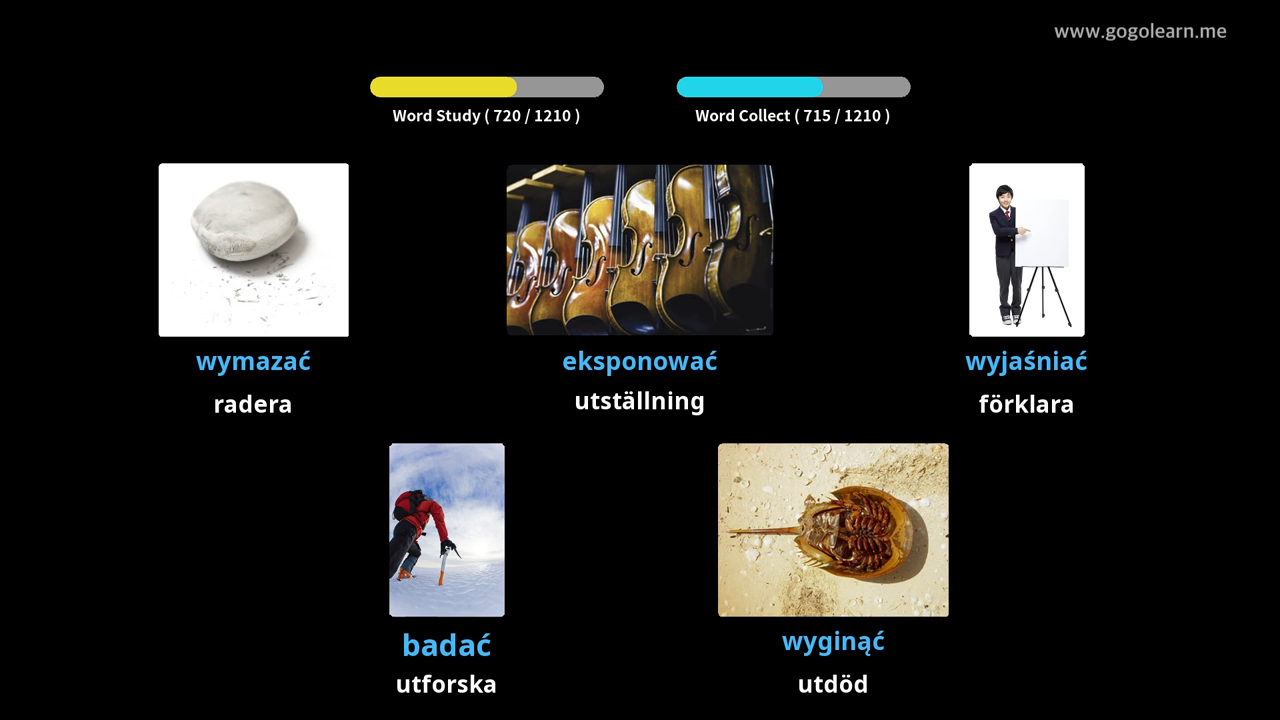 www.gogolearn.me
Word Study ( 720 / 1210 )
Word Collect ( 715 / 1210 )
wymazać
radera
eksponować
utställning
wyjaśniać
förklara
badać
utforska
wyginąć
utdöd